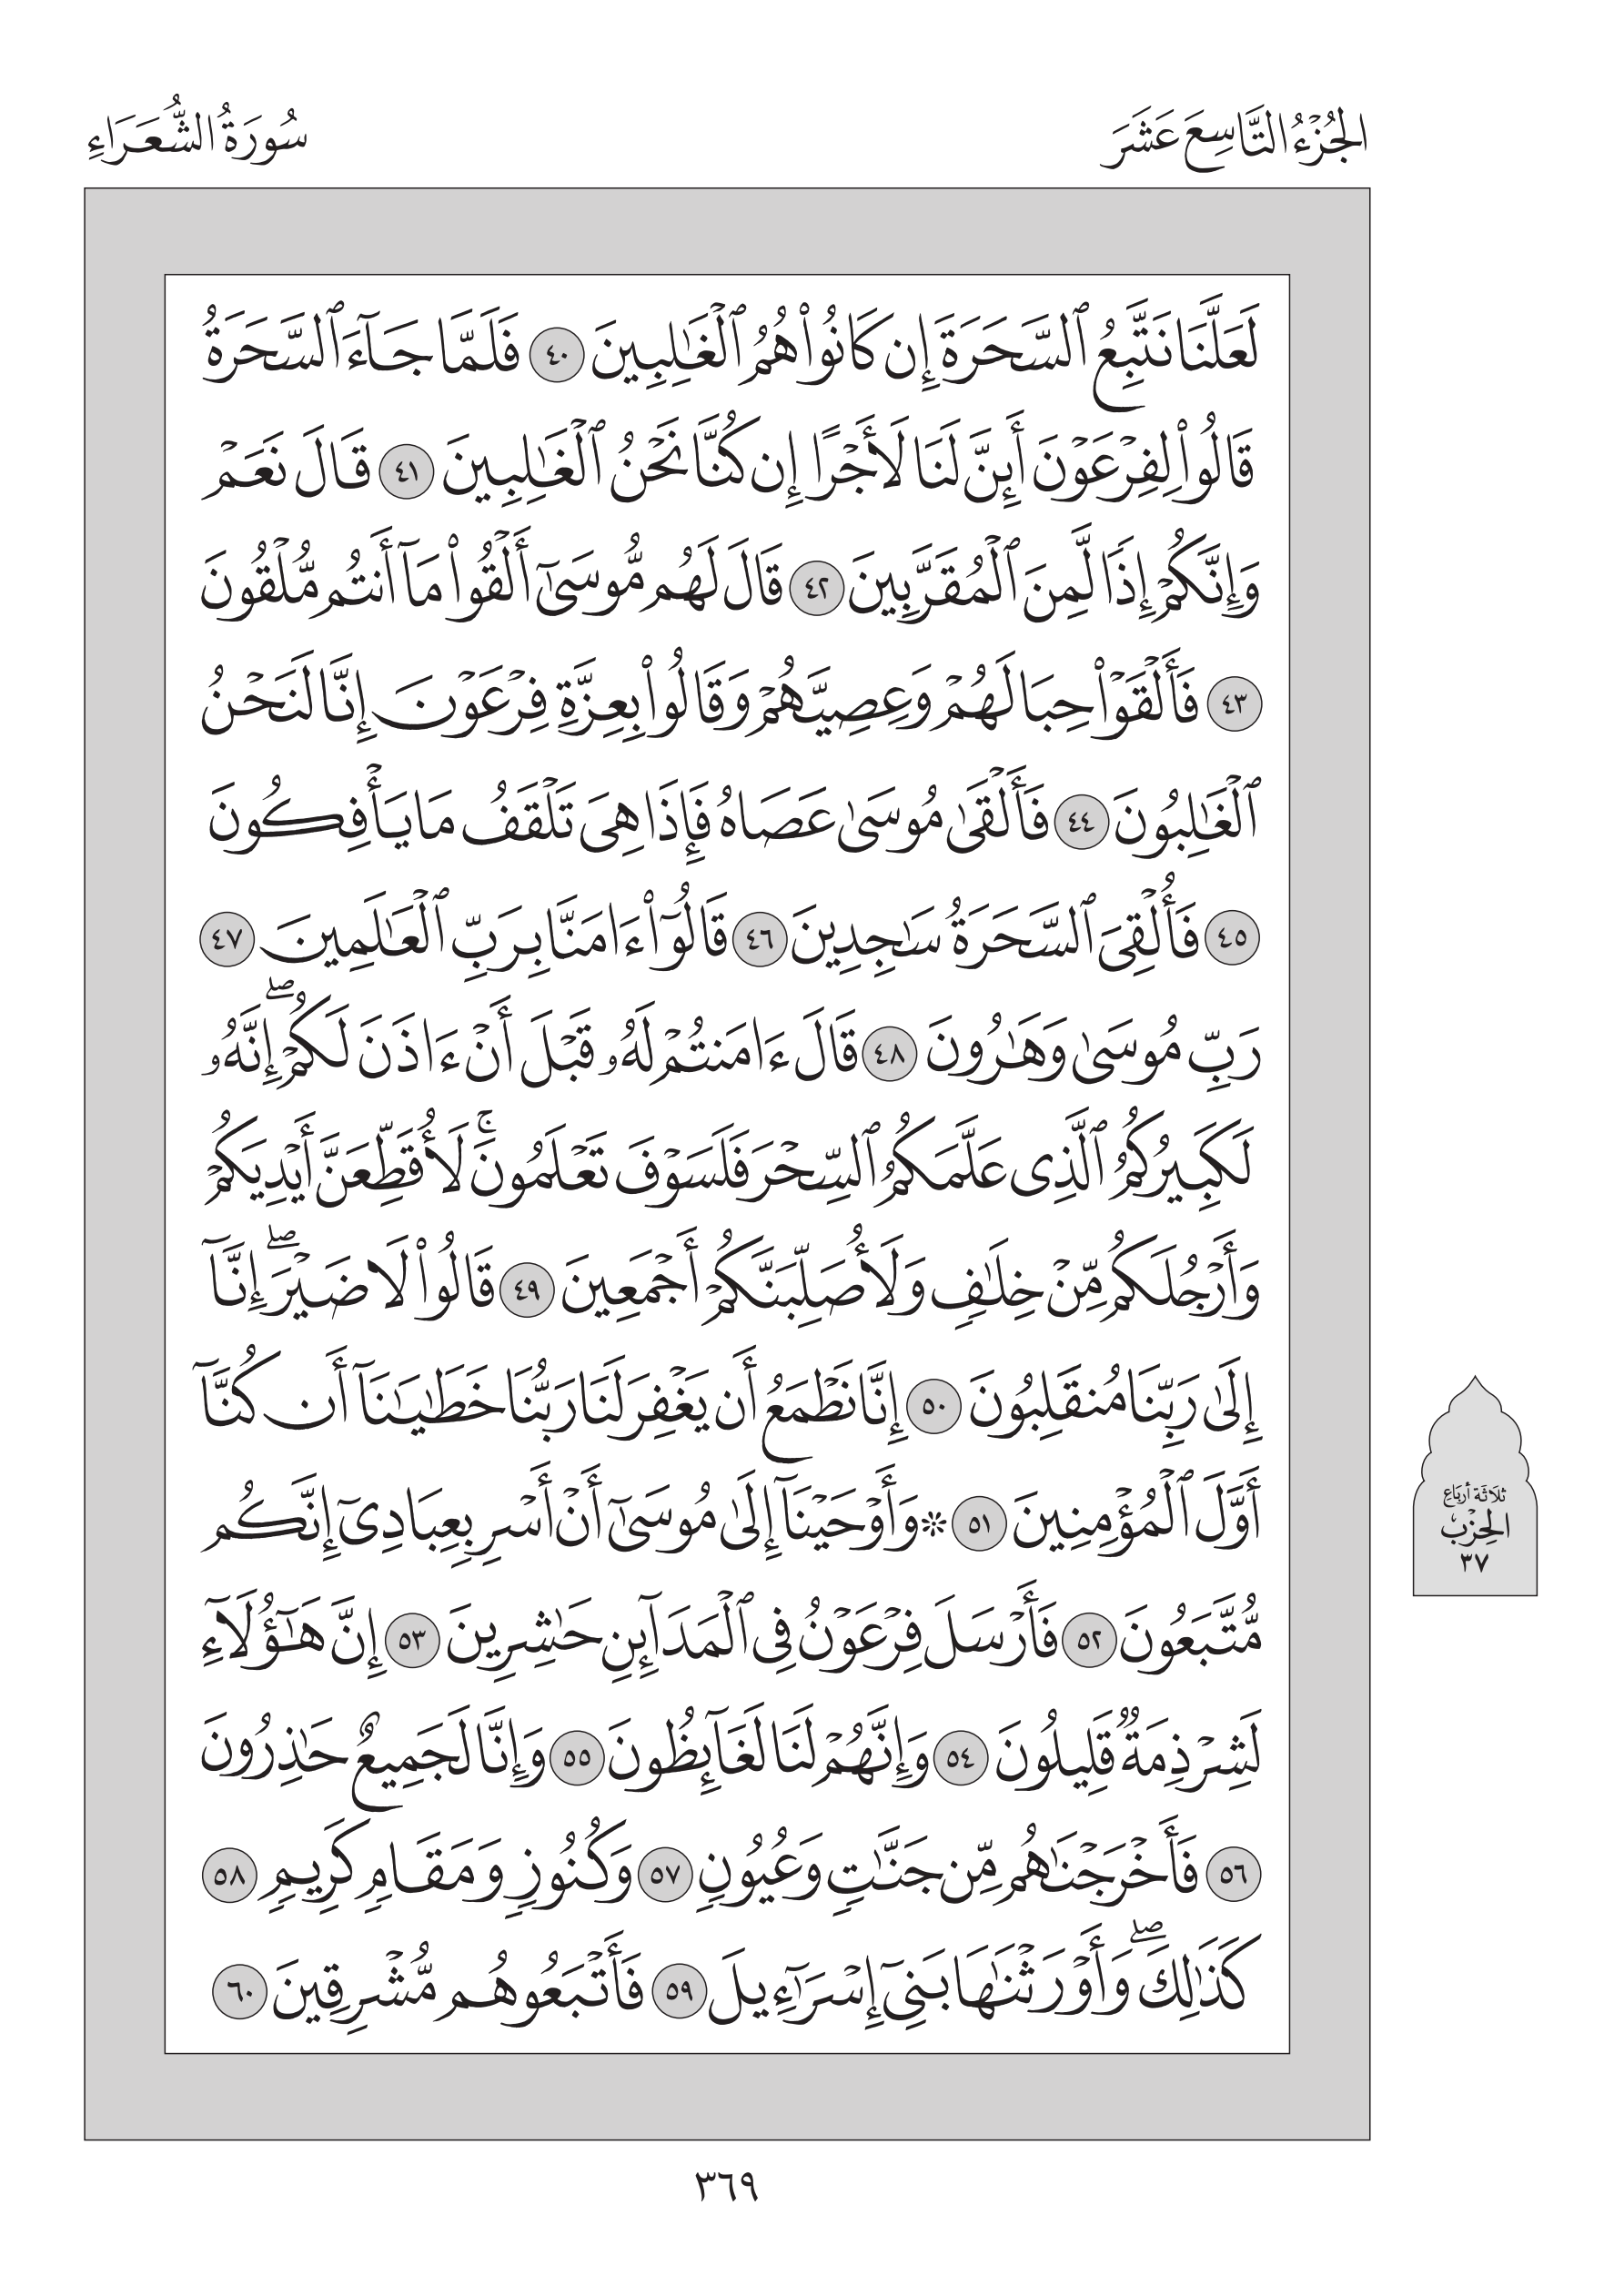 الجُزْءُ التَّاسِعَ عَشَرَ
سُورَةُ الشُّعَرَاءِ
لَعَلَّنَا نَتَّبِعُ ٱلسَّحَرَةَ إِن كَانُوا۟ هُمُ ٱلْغَٰلِبِينَ ٤٠ فَلَمَّا جَآءَ ٱلسَّحَرَةُ
قَالُوا۟ لِفِرْعَوْنَ أَئِنَّ لَنَا لَأَجْرًا إِن كُنَّا نَحْنُ ٱلْغَٰلِبِينَ ٤١ قَالَ نَعَمْ
وَإِنَّكُمْ إِذًا لَّمِنَ ٱلْمُقَرَّبِينَ ٤٢ قَالَ لَهُم مُّوسَىٰٓ أَلْقُوا۟ مَآ أَنتُم مُّلْقُونَ
٤٣ فَأَلْقَوْا۟ حِبَالَهُمْ وَعِصِيَّهُمْ وَقَالُوا۟ بِعِزَّةِ فِرْعَوْنَ إِنَّا لَنَحْنُ
ٱلْغَٰلِبُونَ ٤٤ فَأَلْقَىٰ مُوسَىٰ عَصَاهُ فَإِذَا هِىَ تَلْقَفُ مَا يَأْفِكُونَ
٤٥ فَأُلْقِىَ ٱلسَّحَرَةُ سَٰجِدِينَ ٤٦ قَالُوٓا۟ ءَامَنَّا بِرَبِّ ٱلْعَٰلَمِينَ ٤٧
رَبِّ مُوسَىٰ وَهَٰرُونَ ٤٨ قَالَ ءَامَنتُمْ لَهُۥ قَبْلَ أَنْ ءَاذَنَ لَكُمْ ۖ إِنَّهُۥ
لَكَبِيرُكُمُ ٱلَّذِى عَلَّمَكُمُ ٱلسِّحْرَ فَلَسَوْفَ تَعْلَمُونَ ۚ لَأُقَطِّعَنَّ أَيْدِيَكُمْ
وَأَرْجُلَكُم مِّنْ خِلَٰفٍ وَلَأُصَلِّبَنَّكُمْ أَجْمَعِينَ ٤٩ قَالُوا۟ لَا ضَيْرَ ۖ إِنَّآ
إِلَىٰ رَبِّنَا مُنقَلِبُونَ ٥٠ إِنَّا نَطْمَعُ أَن يَغْفِرَ لَنَا رَبُّنَا خَطَٰيَٰنَآ أَن كُنَّآ
أَوَّلَ ٱلْمُؤْمِنِينَ ٥١ ۞ وَأَوْحَيْنَآ إِلَىٰ مُوسَىٰٓ أَنْ أَسْرِ بِعِبَادِىٓ إِنَّكُم
مُّتَّبَعُونَ ٥٢ فَأَرْسَلَ فِرْعَوْنُ فِى ٱلْمَدَآئِنِ حَٰشِرِينَ ٥٣ إِنَّ هَٰٓؤُلَآءِ
لَشِرْذِمَةٌ قَلِيلُونَ ٥٤ وَإِنَّهُمْ لَنَا لَغَآئِظُونَ ٥٥ وَإِنَّا لَجَمِيعٌ حَٰذِرُونَ
٥٦ فَأَخْرَجْنَٰهُم مِّن جَنَّٰتٍ وَعُيُونٍ ٥٧ وَكُنُوزٍ وَمَقَامٍ كَرِيمٍ ٥٨
كَذَٰلِكَ ۖ وَأَوْرَثْنَٰهَا بَنِىٓ إِسْرَٰٓءِيلَ ٥٩ فَأَتْبَعُوهُم مُّشْرِقِينَ ٦٠
ثَلَاثَة أَربَاع
الحِزْب
٣٧
٣٦٩